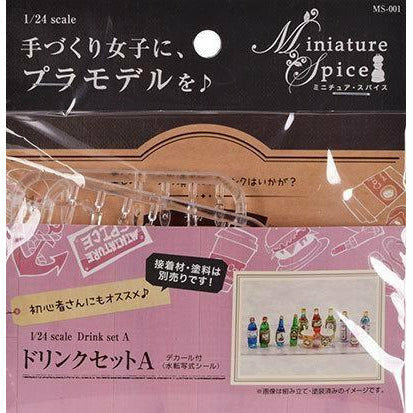 1/24 scale
MS-001
手づくり女子に、
プラモデルを♪
Miniature
Spice
ミニチュア・スパイス
ンクはいかが?
MINIATURE
SPICE
接着材・塗料は
別売りです!
初心者さんにもオススメ♪
1/24 scale Drink set A
ドリンクセットA
デカール付
(水転写式シール)
※画像は組み立て・塗装済みのイメージです。